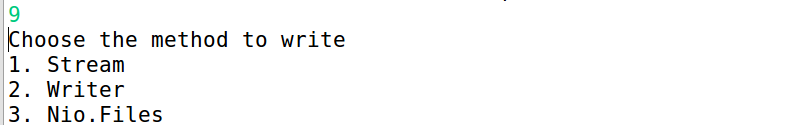 9
Choose the method to write
1. Stream
2. Writer
3. Nio.Files